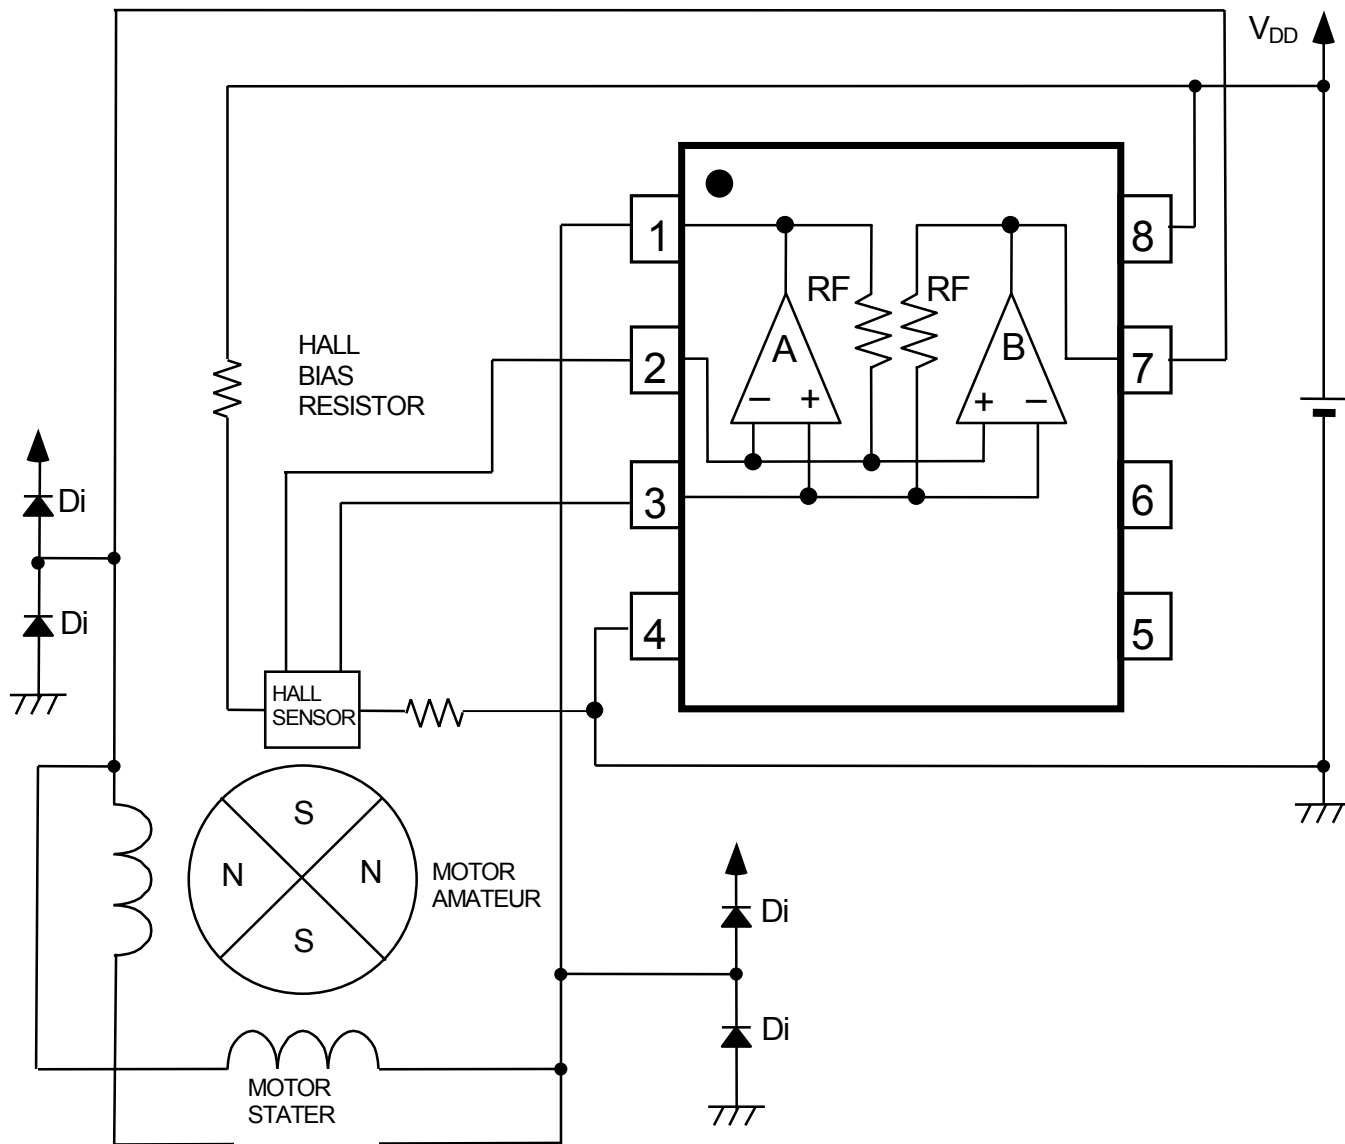 V_DD
1
8
RF
RF
HALL
BIAS
RESISTOR
2
A
B
7
− +
+ −
Di
3
6
Di
4
5
HALL
SENSOR
S
N
N
S
MOTOR
AMATEUR
Di
Di
MOTOR
STATER